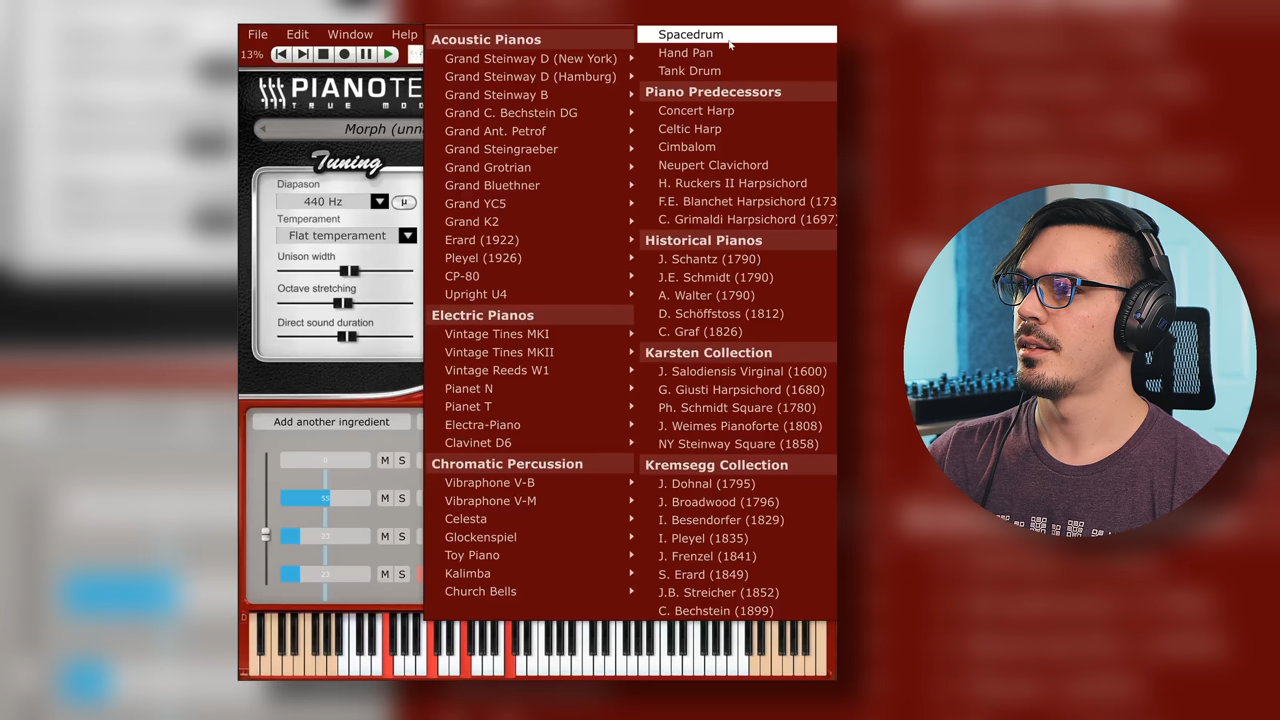 File Edit Window Help
13%
PIANOTE
TRUE MOD
Morph (unn
Tuning
Diapason
440 Hz
µ
Temperament
Flat temperament
Unison width
Octave stretching
Direct sound duration
Add another ingredient
0 M S
55 M S
23 M S
23 M S
Acoustic Pianos
Grand Steinway D (New York)
Grand Steinway D (Hamburg)
Grand Steinway B
Grand C. Bechstein DG
Grand Ant. Petrof
Grand Steingraeber
Grand Grotrian
Grand Bluethner
Grand YC5
Grand K2
Erard (1922)
Pleyel (1926)
CP-80
Upright U4
Electric Pianos
Vintage Tines MKI
Vintage Tines MKII
Vintage Reeds W1
Pianet N
Pianet T
Electra-Piano
Clavinet D6
Chromatic Percussion
Vibraphone V-B
Vibraphone V-M
Celesta
Glockenspiel
Toy Piano
Kalimba
Church Bells
Spacedrum
Hand Pan
Tank Drum
Piano Predecessors
Concert Harp
Celtic Harp
Cimbalom
Neupert Clavichord
H. Ruckers II Harpsichord
F.E. Blanchet Harpsichord (173
C. Grimaldi Harpsichord (1697)
Historical Pianos
J. Schantz (1790)
J.E. Schmidt (1790)
A. Walter (1790)
D. Schöffstoss (1812)
C. Graf (1826)
Karsten Collection
J. Salodiensis Virginal (1600)
G. Giusti Harpsichord (1680)
Ph. Schmidt Square (1780)
J. Weimes Pianoforte (1808)
NY Steinway Square (1858)
Kremsegg Collection
J. Dohnal (1795)
J. Broadwood (1796)
I. Besendorfer (1829)
I. Pleyel (1835)
J. Frenzel (1841)
S. Erard (1849)
J.B. Streicher (1852)
C. Bechstein (1899)